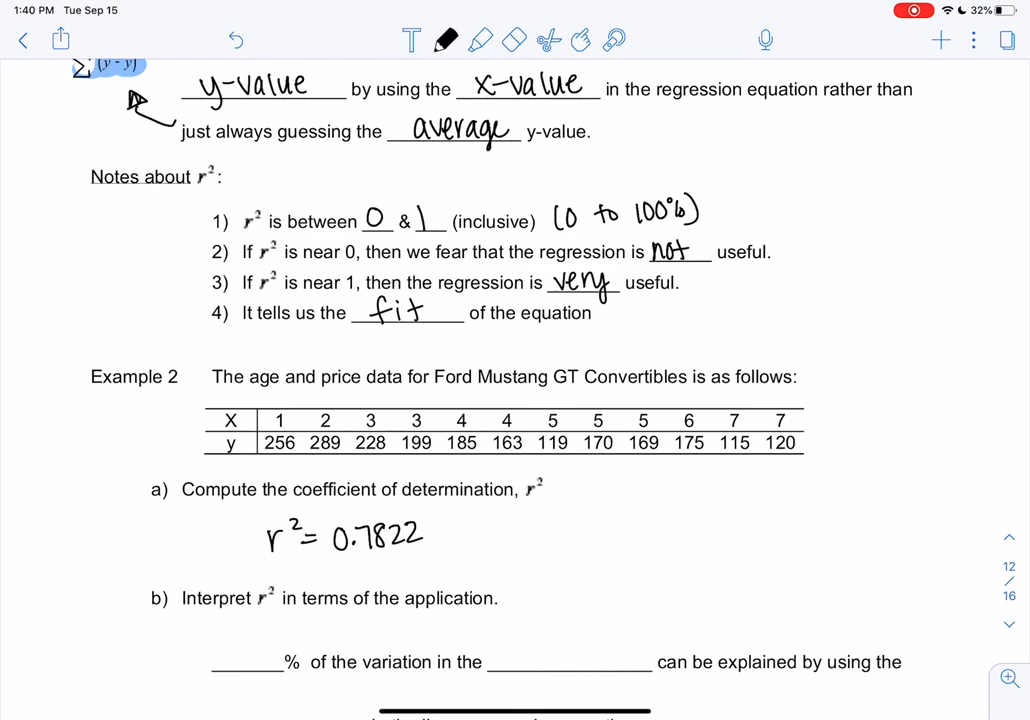 1:40 PM Tue Sep 15 32%
Σ (y - y)
y-value by using the x-value in the regression equation rather than
just always guessing the average y-value.
Notes about r²:
1) r² is between 0 & 1 (inclusive) (0 to 100%)
2) If r² is near 0, then we fear that the regression is not useful.
3) If r² is near 1, then the regression is very useful.
4) It tells us the fit of the equation
Example 2 The age and price data for Ford Mustang GT Convertibles is as follows:
X 1 2 3 3 4 4 5 5 5 6 7 7
y 256 289 228 199 185 163 119 170 169 175 115 120
a) Compute the coefficient of determination, r²
r² = 0.7822
b) Interpret r² in terms of the application.
______% of the variation in the ______________ can be explained by using the
12
/
16